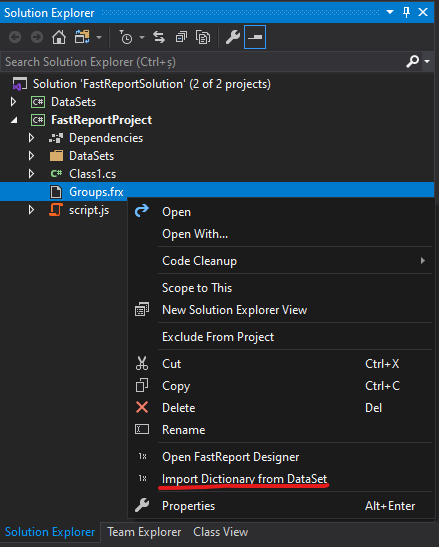 Solution Explorer
Search Solution Explorer (Ctrl+ş)
Solution 'FastReportSolution' (2 of 2 projects)
C# DataSets
C# FastReportProject
Dependencies
DataSets
C# Class1.cs
Groups.frx
script.js
Open
Open With...
Code Cleanup
Scope to This
New Solution Explorer View
Exclude From Project
Cut Ctrl+X
Copy Ctrl+C
Delete Del
Rename
1x Open FastReport Designer
1x Import Dictionary from DataSet
Properties Alt+Enter
Solution Explorer Team Explorer Class View